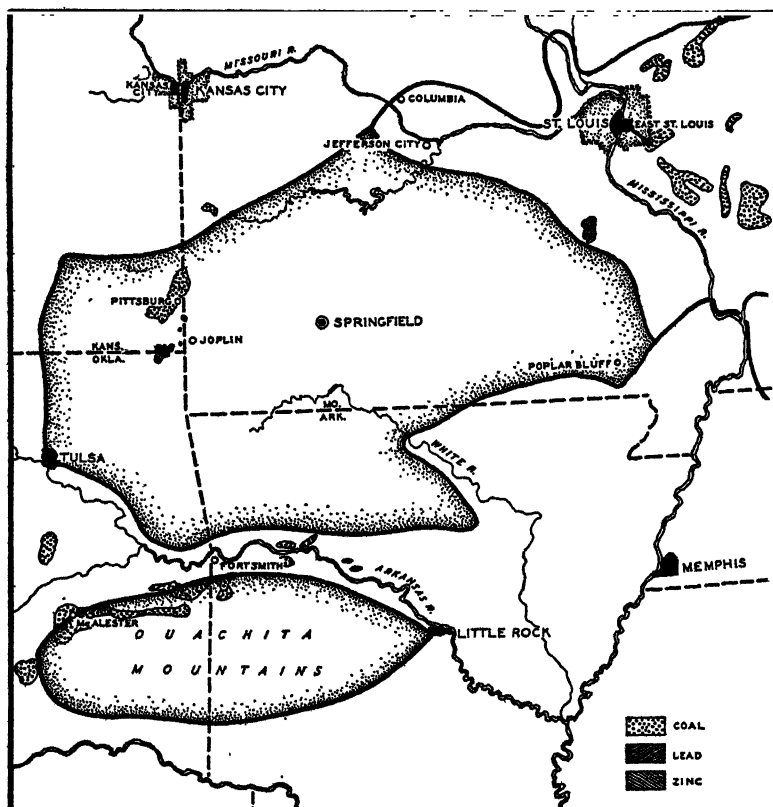 MISSOURI R.
KANSAS
CITY
KANSAS CITY
COLUMBIA
ST. LOUIS
EAST ST. LOUIS
JEFFERSON CITY
MISSISSIPPI R.
PITTSBURG
SPRINGFIELD
JOPLIN
KANS.
OKLA.
POPLAR BLUFF
MO.
ARK.
TULSA
WHITE R.
FORT SMITH
ARKANSAS R.
MEMPHIS
McALESTER
OUACHITA
MOUNTAINS
LITTLE ROCK
COAL
LEAD
ZINC